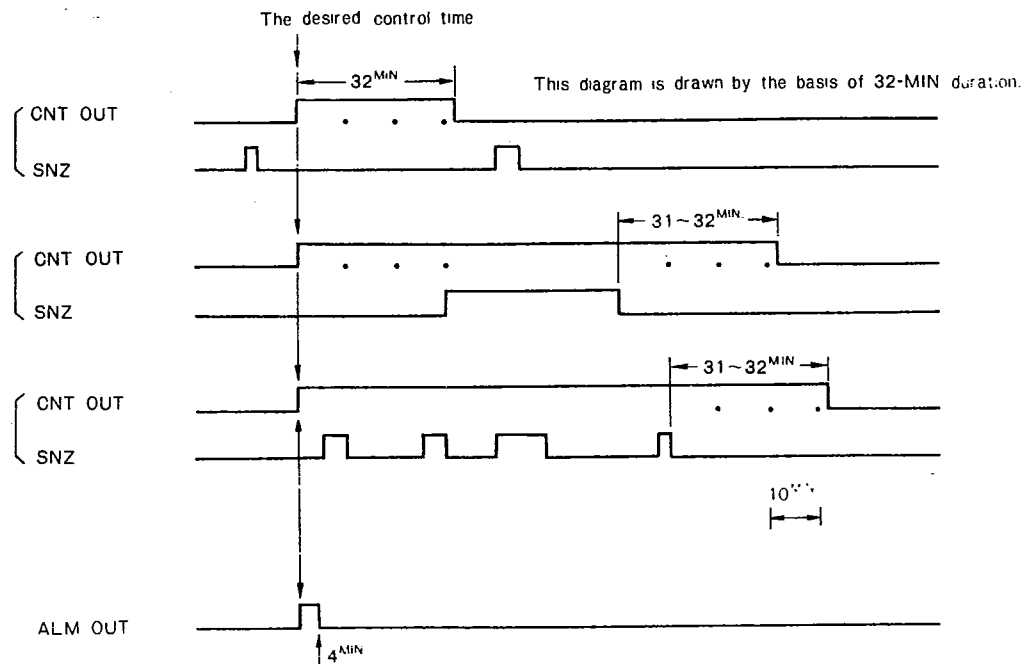 The desired control time
32MIN
This diagram is drawn by the basis of 32-MIN duration.
CNT OUT
SNZ
31~32MIN.
CNT OUT
SNZ
31~32MIN
CNT OUT
SNZ
10
ALM OUT
4MIN